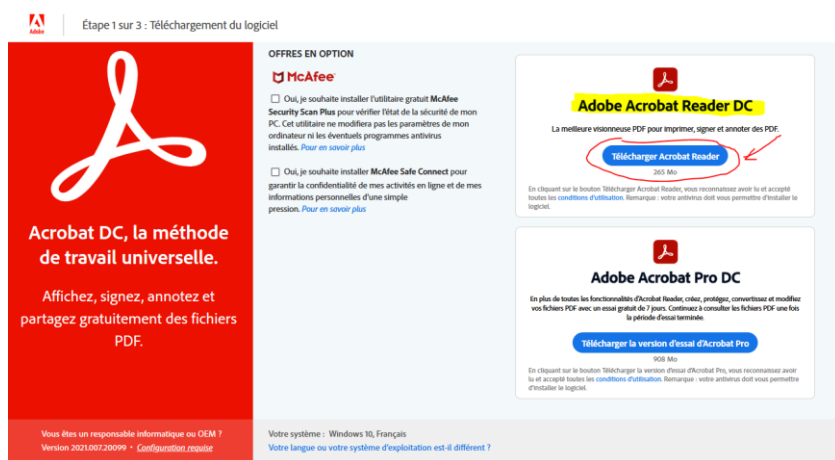 Adobe
Étape 1 sur 3 : Téléchargement du logiciel
Acrobat DC, la méthode
de travail universelle.
Affichez, signez, annotez et
partagez gratuitement des fichiers
PDF.
Vous êtes un responsable informatique ou OEM ?
Version 2021.007.20099 • Configuration requise
OFFRES EN OPTION
McAfee
Oui, je souhaite installer l'utilitaire gratuit McAfee
Security Scan Plus pour vérifier l'état de la sécurité de mon
PC. Cet utilitaire ne modifiera pas les paramètres de mon
ordinateur ni les éventuels programmes antivirus
installés. Pour en savoir plus
Oui, je souhaite installer McAfee Safe Connect pour
garantir la confidentialité de mes activités en ligne et de mes
informations personnelles d'une simple
pression. Pour en savoir plus
Votre système : Windows 10, Français
Votre langue ou votre système d'exploitation est-il différent ?
Adobe Acrobat Reader DC
La meilleure visionneuse PDF pour imprimer, signer et annoter des PDF.
Télécharger Acrobat Reader
265 Mo
En cliquant sur le bouton Télécharger Acrobat Reader, vous reconnaissez avoir lu et accepté
toutes les conditions d'utilisation. Remarque : votre antivirus doit vous permettre d'installer le
logiciel.
Adobe Acrobat Pro DC
En plus de toutes les fonctionnalités d'Acrobat Reader, créez, protégez, convertissez et modifiez
vos fichiers PDF avec un essai gratuit de 7 jours. Continuez à consulter les fichiers PDF une fois
la période d'essai terminée.
Télécharger la version d'essai d'Acrobat Pro
908 Mo
En cliquant sur le bouton Télécharger la version d'essai d'Acrobat Pro, vous reconnaissez avoir
lu et accepté toutes les conditions d'utilisation. Remarque : votre antivirus doit vous permettre
d'installer le logiciel.